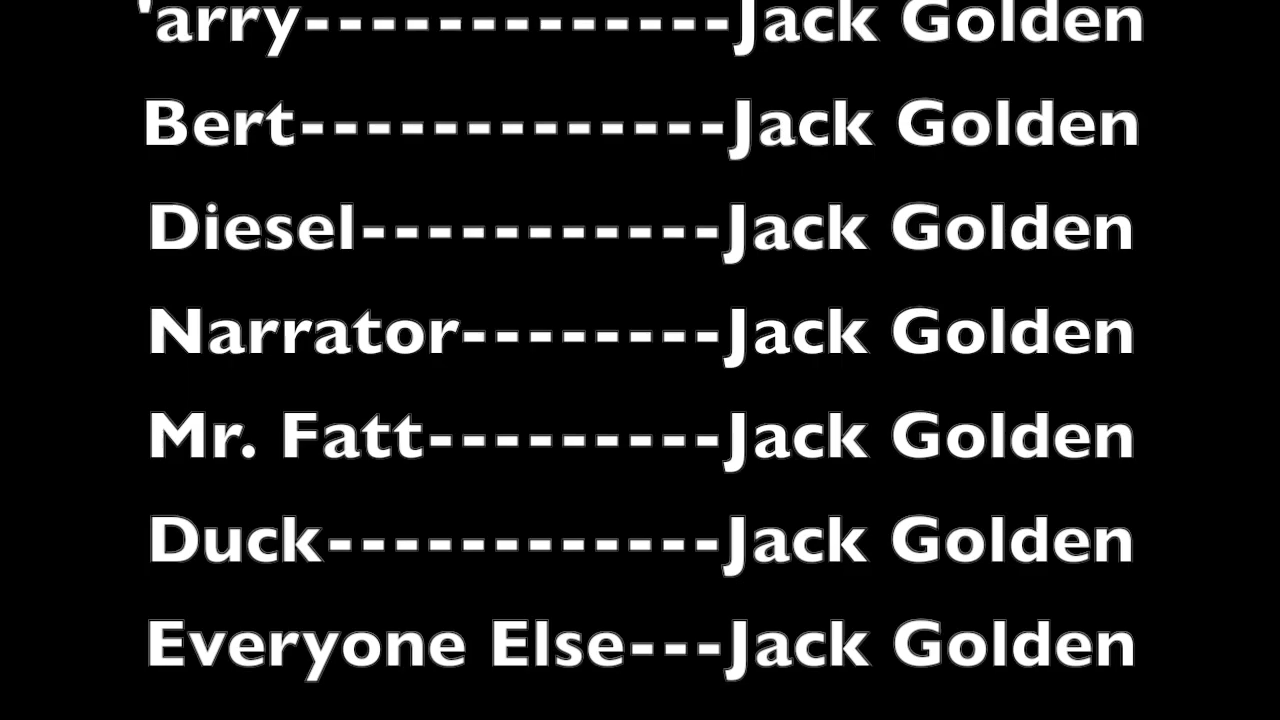 'arry-------------Jack Golden
Bert-------------Jack Golden
Diesel-----------Jack Golden
Narrator--------Jack Golden
Mr. Fatt---------Jack Golden
Duck------------Jack Golden
Everyone Else---Jack Golden